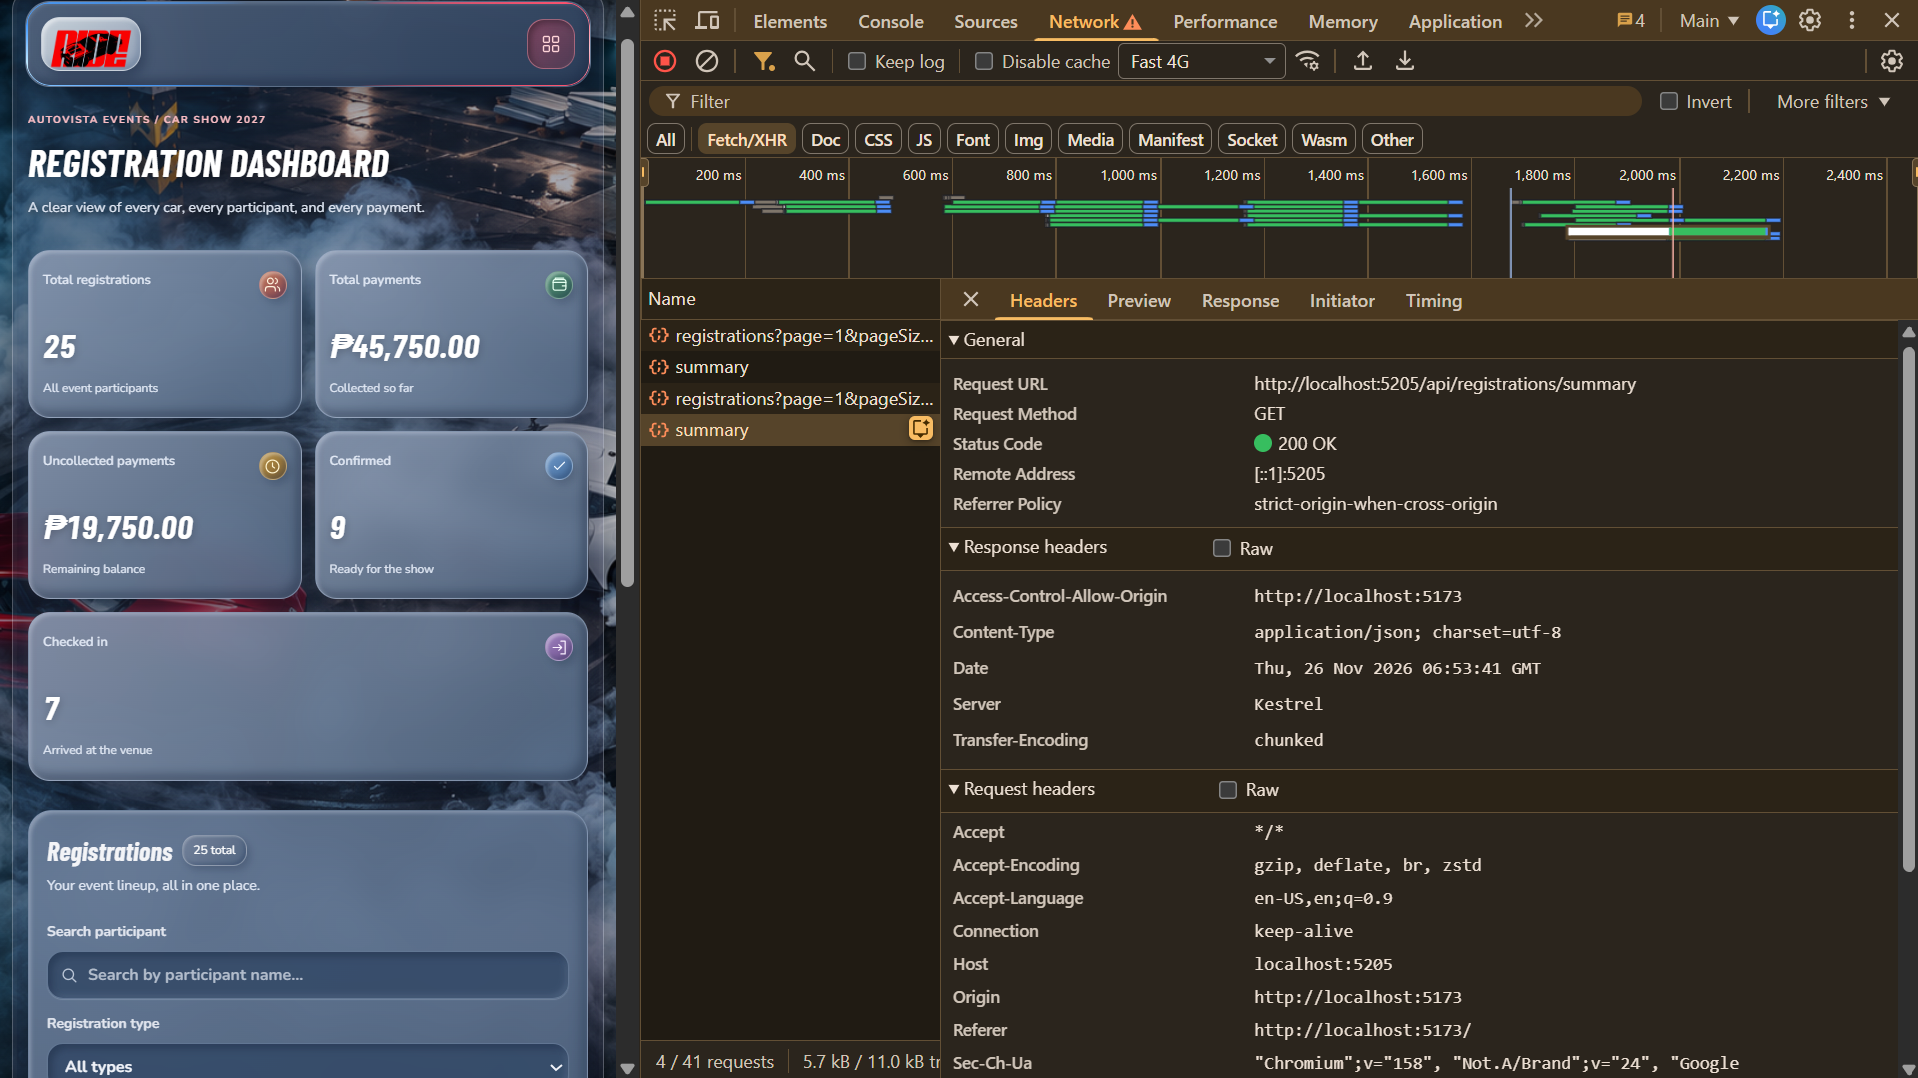 RIDE
AUTOVISTA EVENTS / CAR SHOW 2027
REGISTRATION DASHBOARD
A clear view of every car, every participant, and every payment.
Total registrations
25
All event participants
Total payments
₱45,750.00
Collected so far
Uncollected payments
₱19,750.00
Remaining balance
Confirmed
9
Ready for the show
Checked in
7
Arrived at the venue
Registrations
25 total
Your event lineup, all in one place.
Search participant
Search by participant name...
Registration type
All types
Elements
Console
Sources
Network
Performance
Memory
Application
4
Main
Keep log
Disable cache
Fast 4G
Filter
Invert
More filters
All
Fetch/XHR
Doc
CSS
JS
Font
Img
Media
Manifest
Socket
Wasm
Other
200 ms
400 ms
600 ms
800 ms
1,000 ms
1,200 ms
1,400 ms
1,600 ms
1,800 ms
2,000 ms
2,200 ms
2,400 ms
Name
registrations?page=1&pageSiz...
summary
registrations?page=1&pageSiz...
summary
4 / 41 requests
5.7 kB / 11.0 kB tr
Headers
Preview
Response
Initiator
Timing
General
Request URL http://localhost:5205/api/registrations/summary
Request Method GET
Status Code 200 OK
Remote Address [::1]:5205
Referrer Policy strict-origin-when-cross-origin
Response headers
Raw
Access-Control-Allow-Origin http://localhost:5173
Content-Type application/json; charset=utf-8
Date Thu, 26 Nov 2026 06:53:41 GMT
Server Kestrel
Transfer-Encoding chunked
Request headers
Raw
Accept */*
Accept-Encoding gzip, deflate, br, zstd
Accept-Language en-US,en;q=0.9
Connection keep-alive
Host localhost:5205
Origin http://localhost:5173
Referer http://localhost:5173/
Sec-Ch-Ua "Chromium";v="158", "Not.A/Brand";v="24", "Google